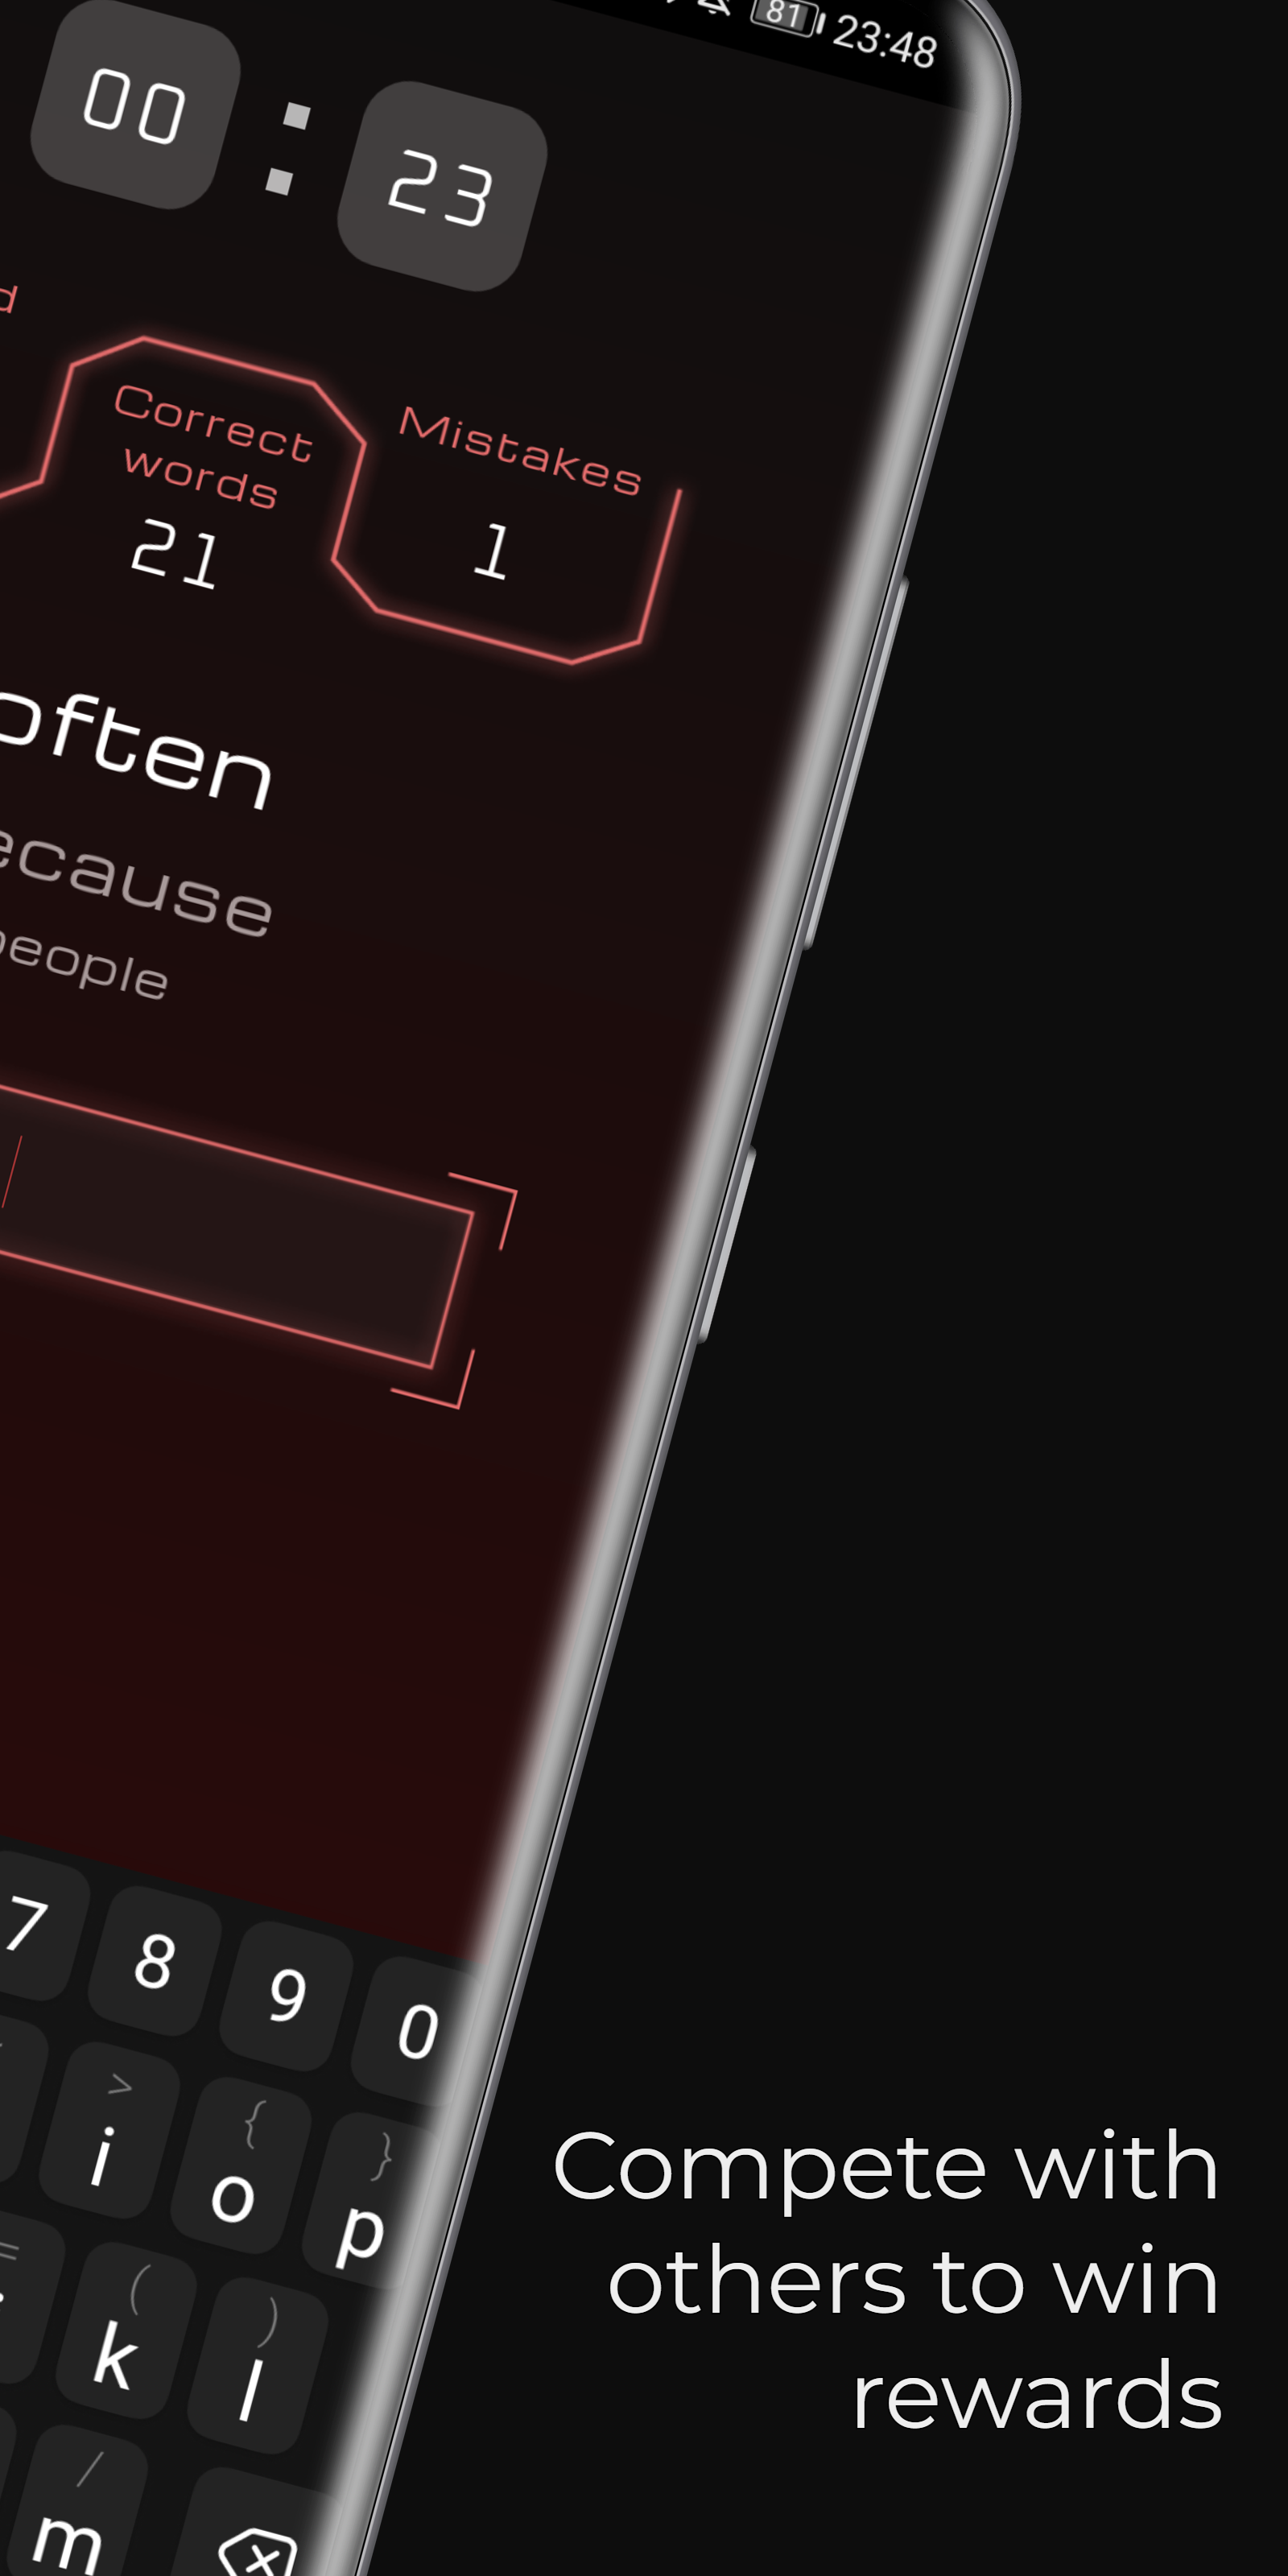 81 23:48
00 : 23
d
Correct
words
21
Mistakes
1
often
ecause
people
7 8 9 0
> { }
i o p
= ( )
k l
/
m
Compete with
others to win
rewards